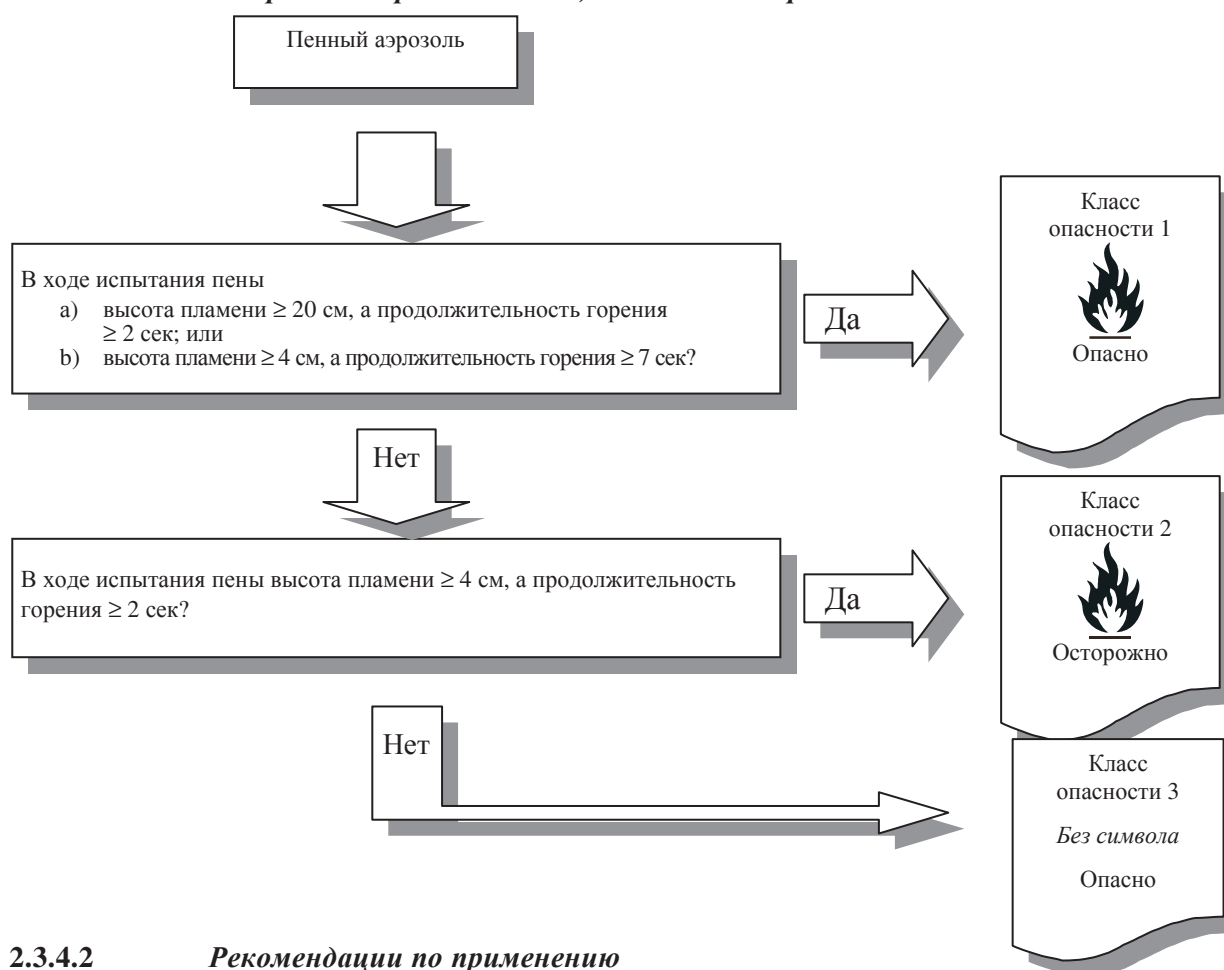 Пенный аэрозоль
Класс
опасности 1
Опасно
В ходе испытания пены
a) высота пламени ≥ 20 см, а продолжительность горения
≥ 2 сек; или
b) высота пламени ≥ 4 см, а продолжительность горения ≥ 7 сек?
Да
Нет
Класс
опасности 2
Осторожно
В ходе испытания пены высота пламени ≥ 4 см, а продолжительность
горения ≥ 2 сек?
Да
Нет
Класс
опасности 3
Без символа
Опасно
2.3.4.2 Рекомендации по применению